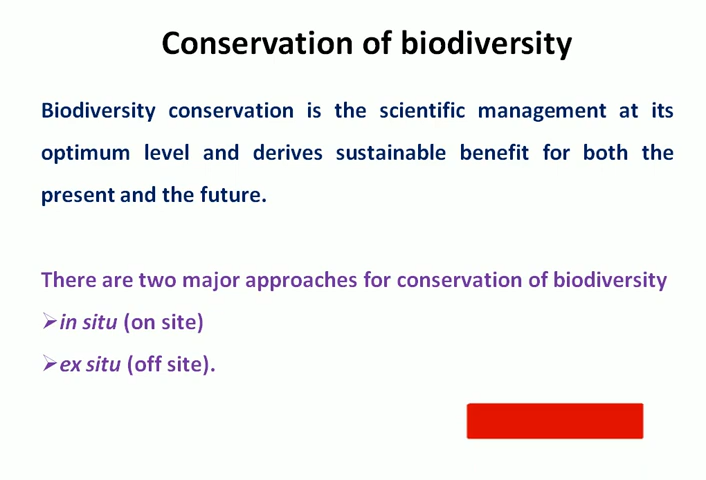 Conservation of biodiversity
Biodiversity conservation is the scientific management at its
optimum level and derives sustainable benefit for both the
present and the future.
There are two major approaches for conservation of biodiversity
➢in situ (on site)
➢ex situ (off site).